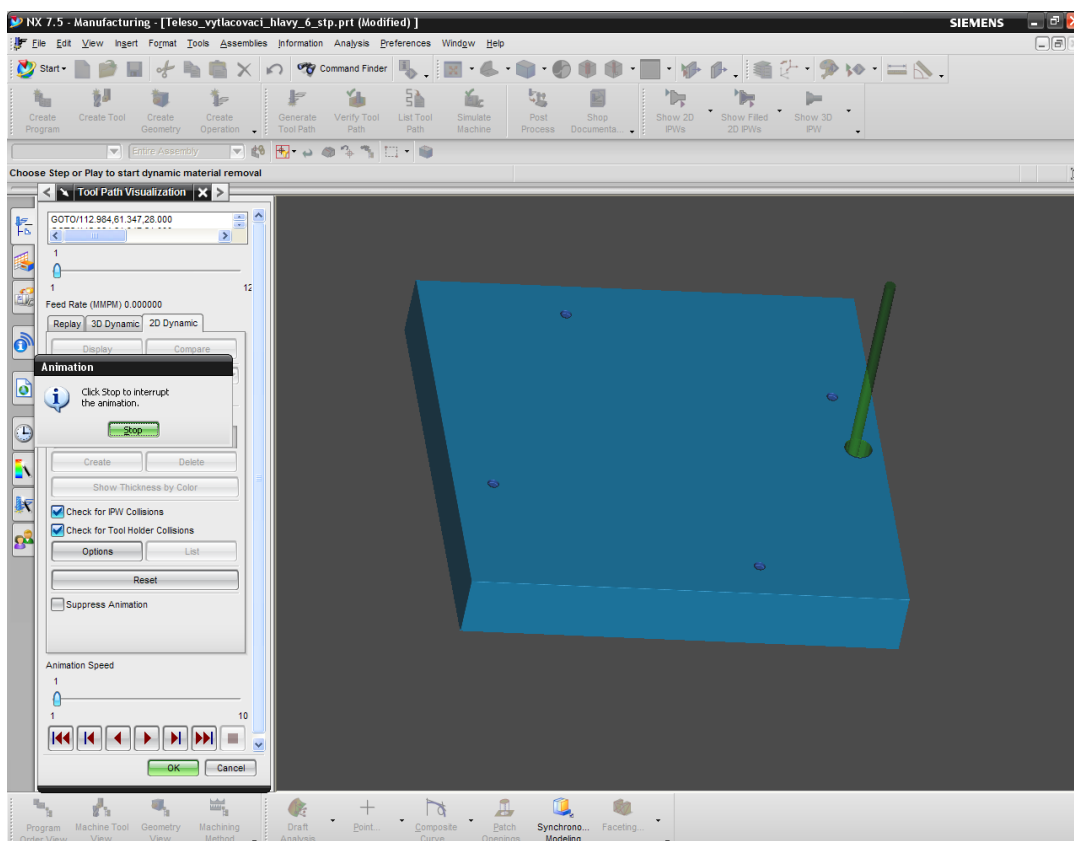 NX 7.5 - Manufacturing - [Teleso_vytlacovaci_hlavy_6_stp.prt (Modified) ]
SIEMENS
File Edit View Insert Format Tools Assemblies Information Analysis Preferences Window Help
Start Command Finder
Create Program
Create Tool
Create Geometry
Create Operation
Generate Tool Path
Verify Tool Path
List Tool Path
Simulate Machine
Post Process
Shop Documenta...
Show 2D IPWs
Show Filled 2D IPWs
Show 3D IPW
Entire Assembly
Choose Step or Play to start dynamic material removal
Tool Path Visualization
GOTO/112.984,61.347,28.000
1
1 12
Feed Rate (MMPM) 0.000000
Replay 3D Dynamic 2D Dynamic
Display Compare
Animation
Click Stop to interrupt
the animation.
Stop
Create Delete
Show Thickness by Color
Check for IPW Collisions
Check for Tool Holder Collisions
Options List
Reset
Suppress Animation
Animation Speed
1
1 10
OK Cancel
Program Order View
Machine Tool View
Geometry View
Machining Method
Draft Analysis
Point...
Composite Curve
Patch Openings
Synchrono... Modeling
Faceting...